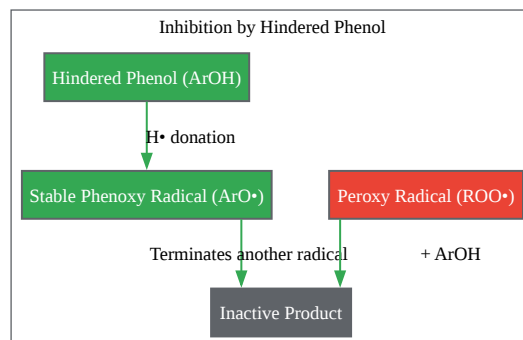 Inhibition by Hindered Phenol
Hindered Phenol (ArOH)
H• donation
Stable Phenoxy Radical (ArO•)
Peroxy Radical (ROO•)
Terminates another radical
+ ArOH
Inactive Product